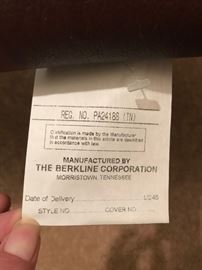 REG. NO. PA24188 (TN)
Certification is made by the Manufacturer
that the materials in this article are described
in accordance with law.
MANUFACTURED BY
THE BERKLINE CORPORATION
MORRISTOWN, TENNESSEE
Date of Delivery
STYLE NO. COVER NO.